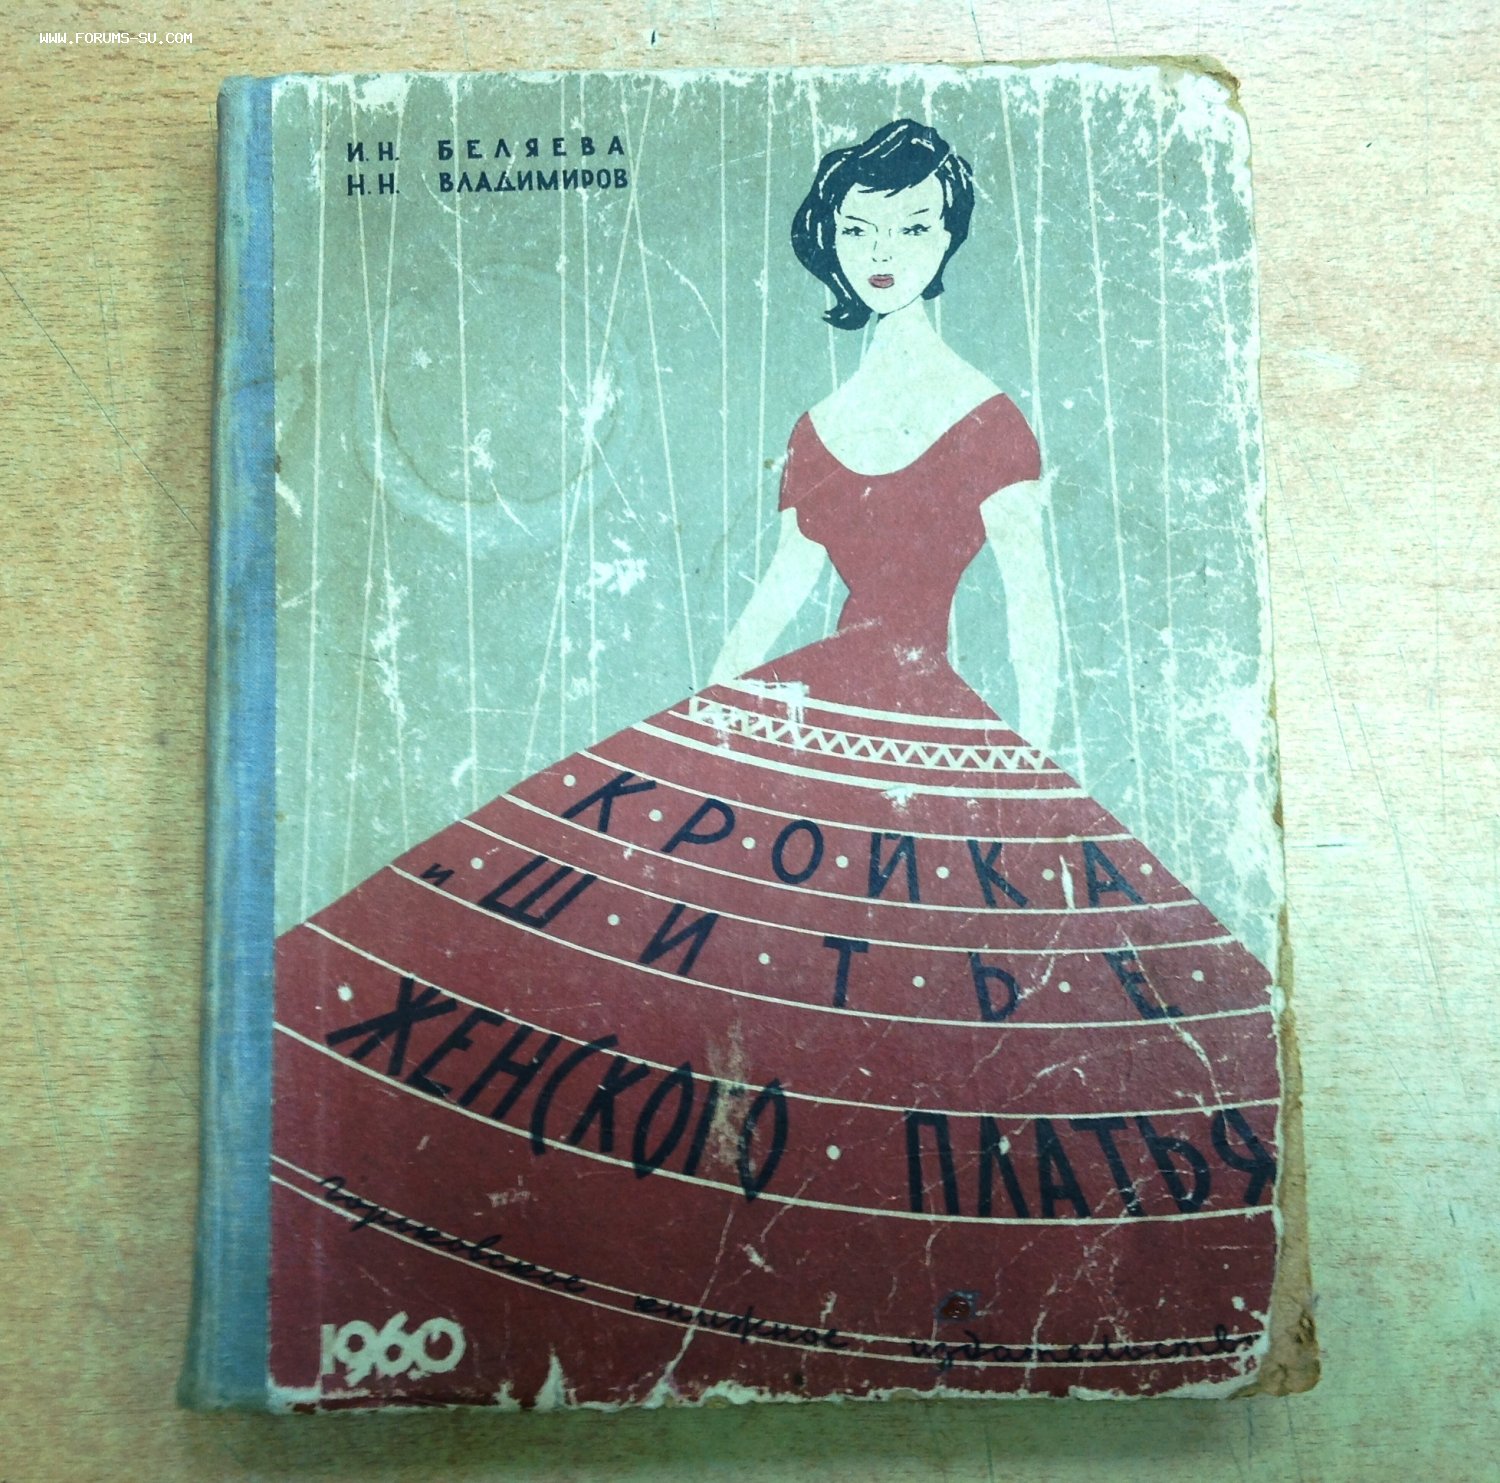 WWW.FORUMS-SU.COM
И. Н. БЕЛЯЕВА
Н. Н. ВЛАДИМИРОВ
КРОЙКА
и ШИТЬЕ
ЖЕНСКОГО ПЛАТЬЯ
горьковское книжное издательство
1960